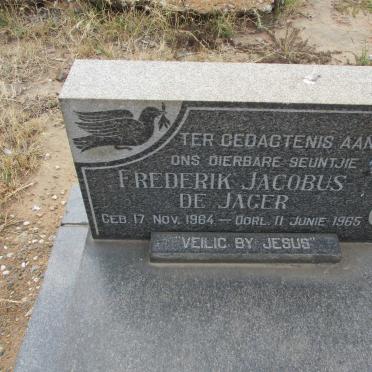 TER GEDAGTENIS AAN
ONS DIERBARE SEUNTJIE
FREDERIK JACOBUS
DE JAGER
GEB. 17 NOV. 1964 — OORL. 11 JUNIE 1965
"VEILIG BY JESUS"